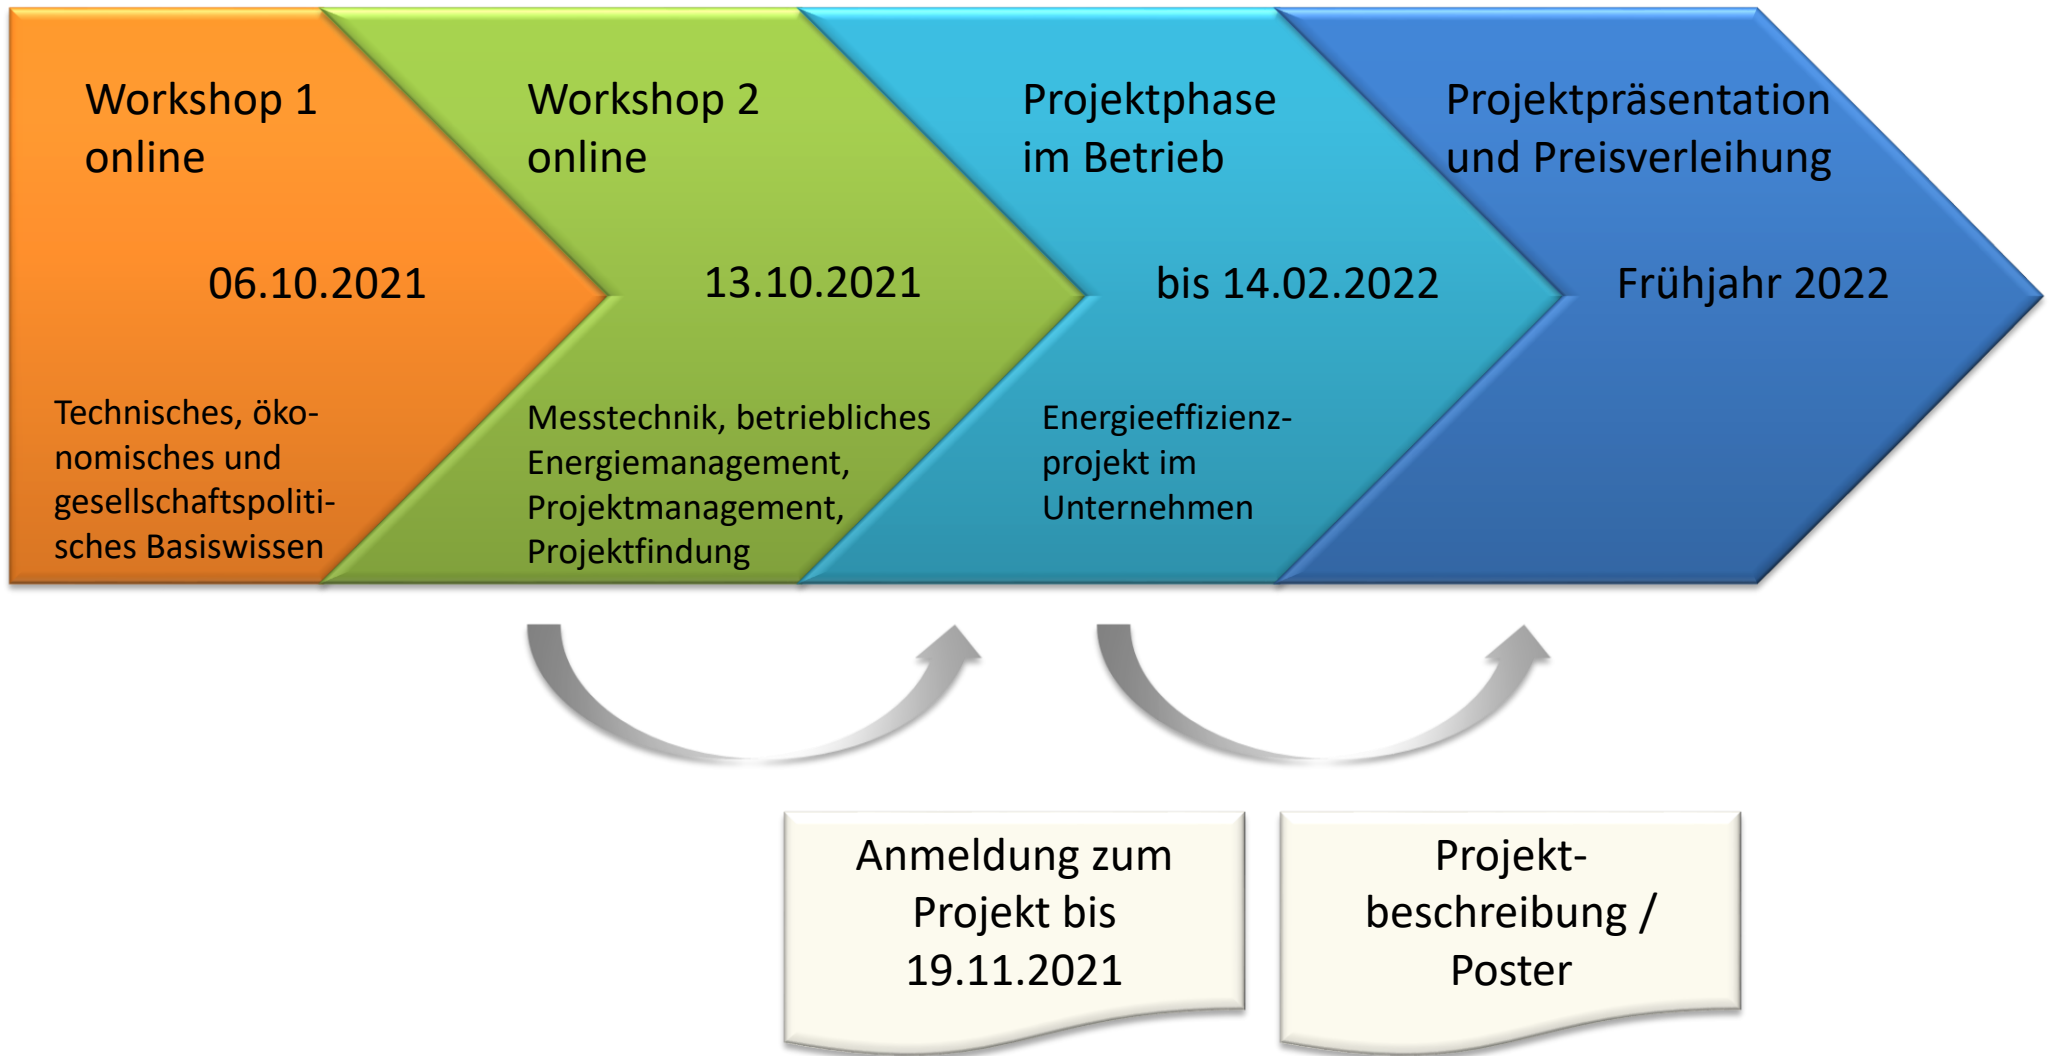 Workshop 1
online
06.10.2021
Technisches, öko-
nomisches und
gesellschaftspoliti-
sches Basiswissen
Workshop 2
online
13.10.2021
Messtechnik, betriebliches
Energiemanagement,
Projektmanagement,
Projektfindung
Projektphase
im Betrieb
bis 14.02.2022
Energieeffizienz-
projekt im
Unternehmen
Projektpräsentation
und Preisverleihung
Frühjahr 2022
Anmeldung zum
Projekt bis
19.11.2021
Projekt-
beschreibung /
Poster